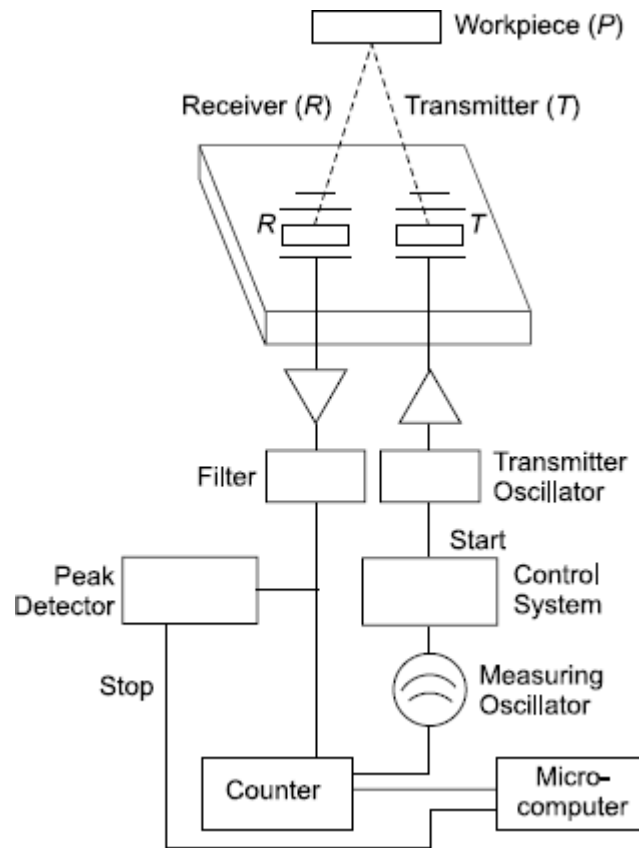 Workpiece (P)
Receiver (R)
Transmitter (T)
R
T
Filter
Transmitter
Oscillator
Start
Peak
Detector
Control
System
Stop
Measuring
Oscillator
Counter
Micro-
computer